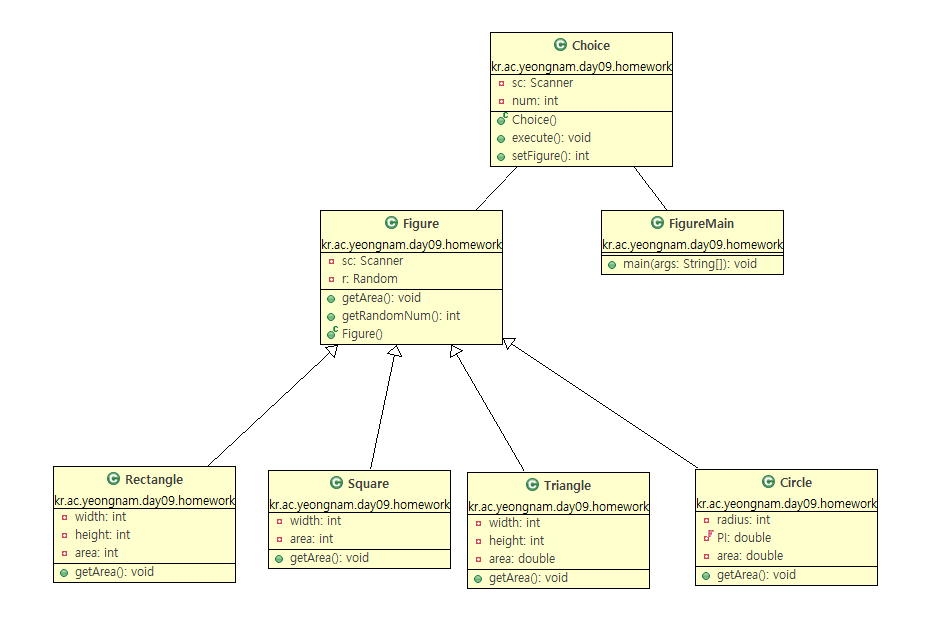 Choice
kr.ac.yeongnam.day09.homework
sc: Scanner
num: int
Choice()
execute(): void
setFigure(): int
Figure
kr.ac.yeongnam.day09.homework
sc: Scanner
r: Random
getArea(): void
getRandomNum(): int
Figure()
FigureMain
kr.ac.yeongnam.day09.homework
main(args: String[]): void
Rectangle
kr.ac.yeongnam.day09.homework
width: int
height: int
area: int
getArea(): void
Square
kr.ac.yeongnam.day09.homework
width: int
area: int
getArea(): void
Triangle
kr.ac.yeongnam.day09.homework
width: int
height: int
area: double
getArea(): void
Circle
kr.ac.yeongnam.day09.homework
radius: int
PI: double
area: double
getArea(): void